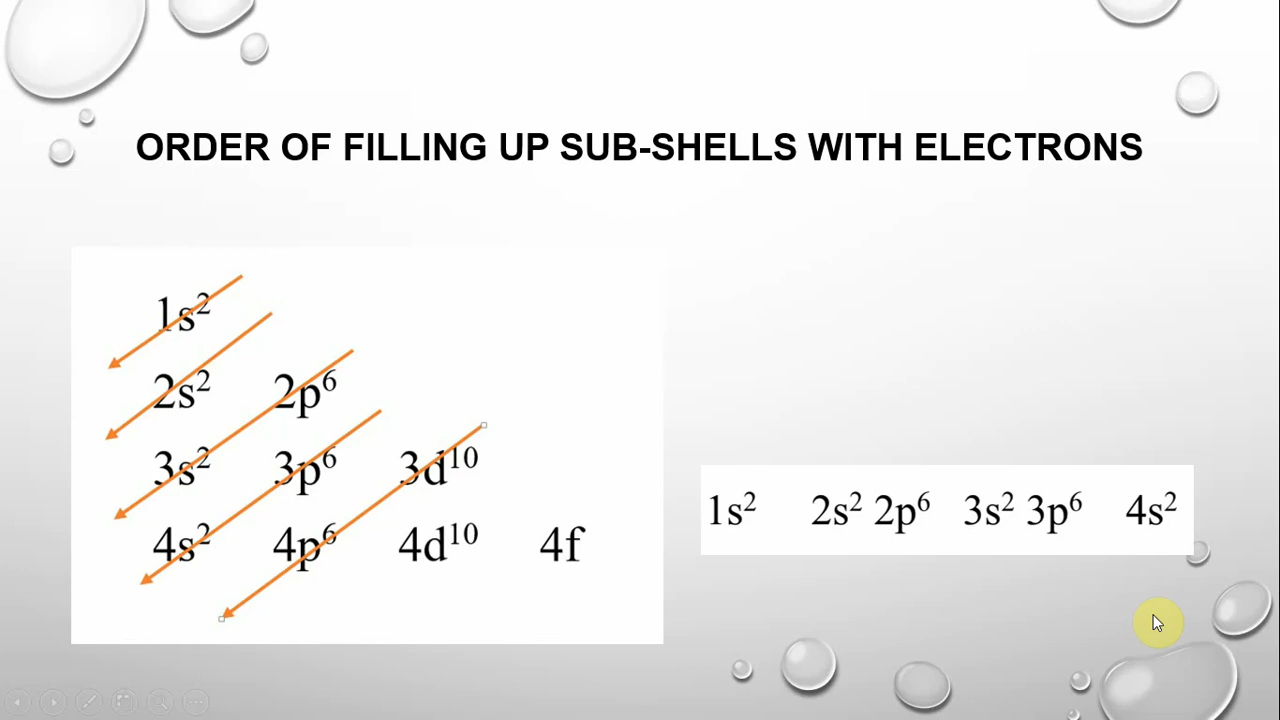 ORDER OF FILLING UP SUB-SHELLS WITH ELECTRONS
1s²
2s² 2p⁶
3s² 3p⁶ 3d¹⁰
4s² 4p⁶ 4d¹⁰ 4f
1s² 2s² 2p⁶ 3s² 3p⁶ 4s²